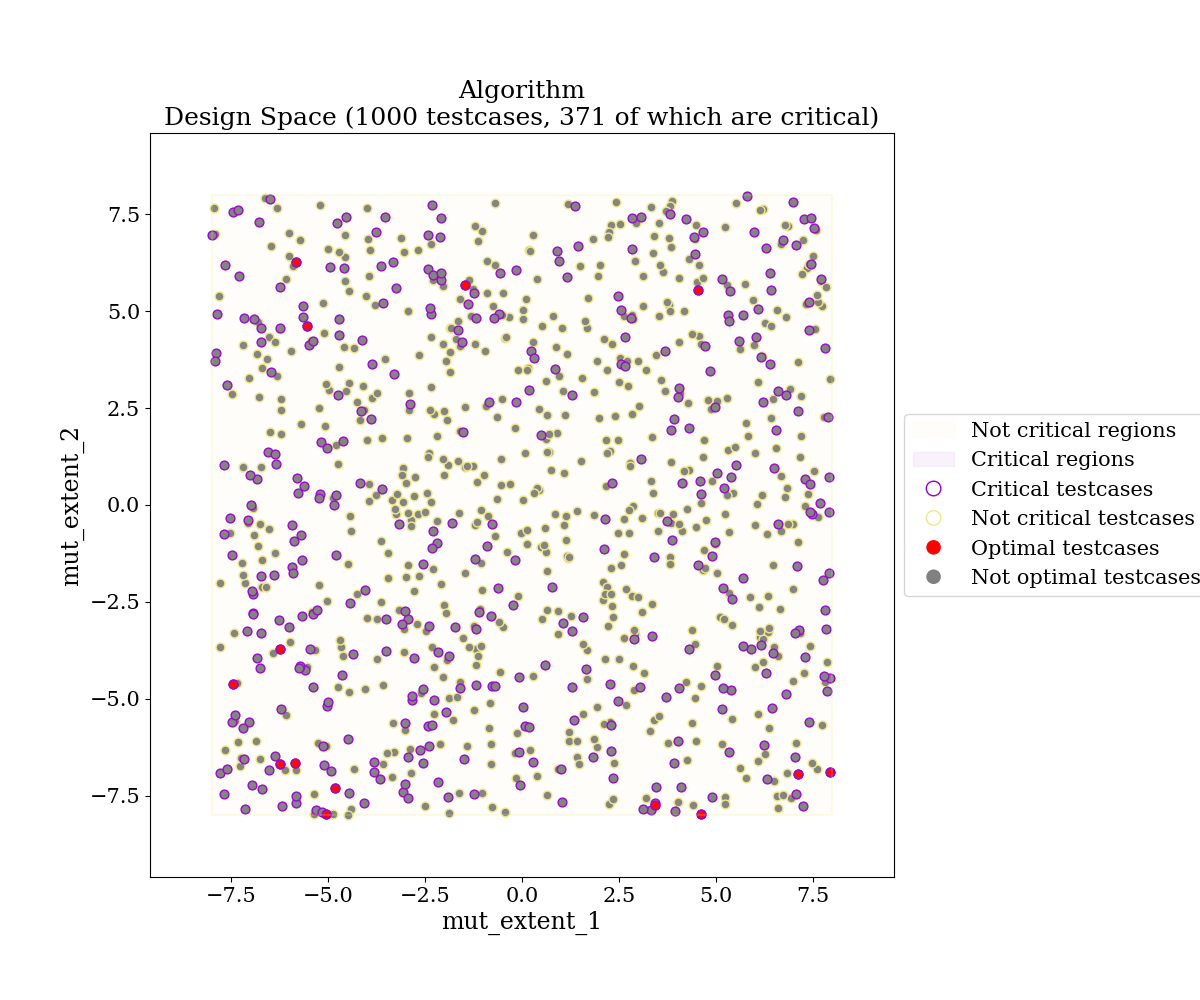 Algorithm
Design Space (1000 testcases, 371 of which are critical)
7.5
5.0
2.5
0.0
−2.5
−5.0
−7.5
mut_extent_2
−7.5 −5.0 −2.5 0.0 2.5 5.0 7.5
mut_extent_1
Not critical regions
Critical regions
Critical testcases
Not critical testcases
Optimal testcases
Not optimal testcases